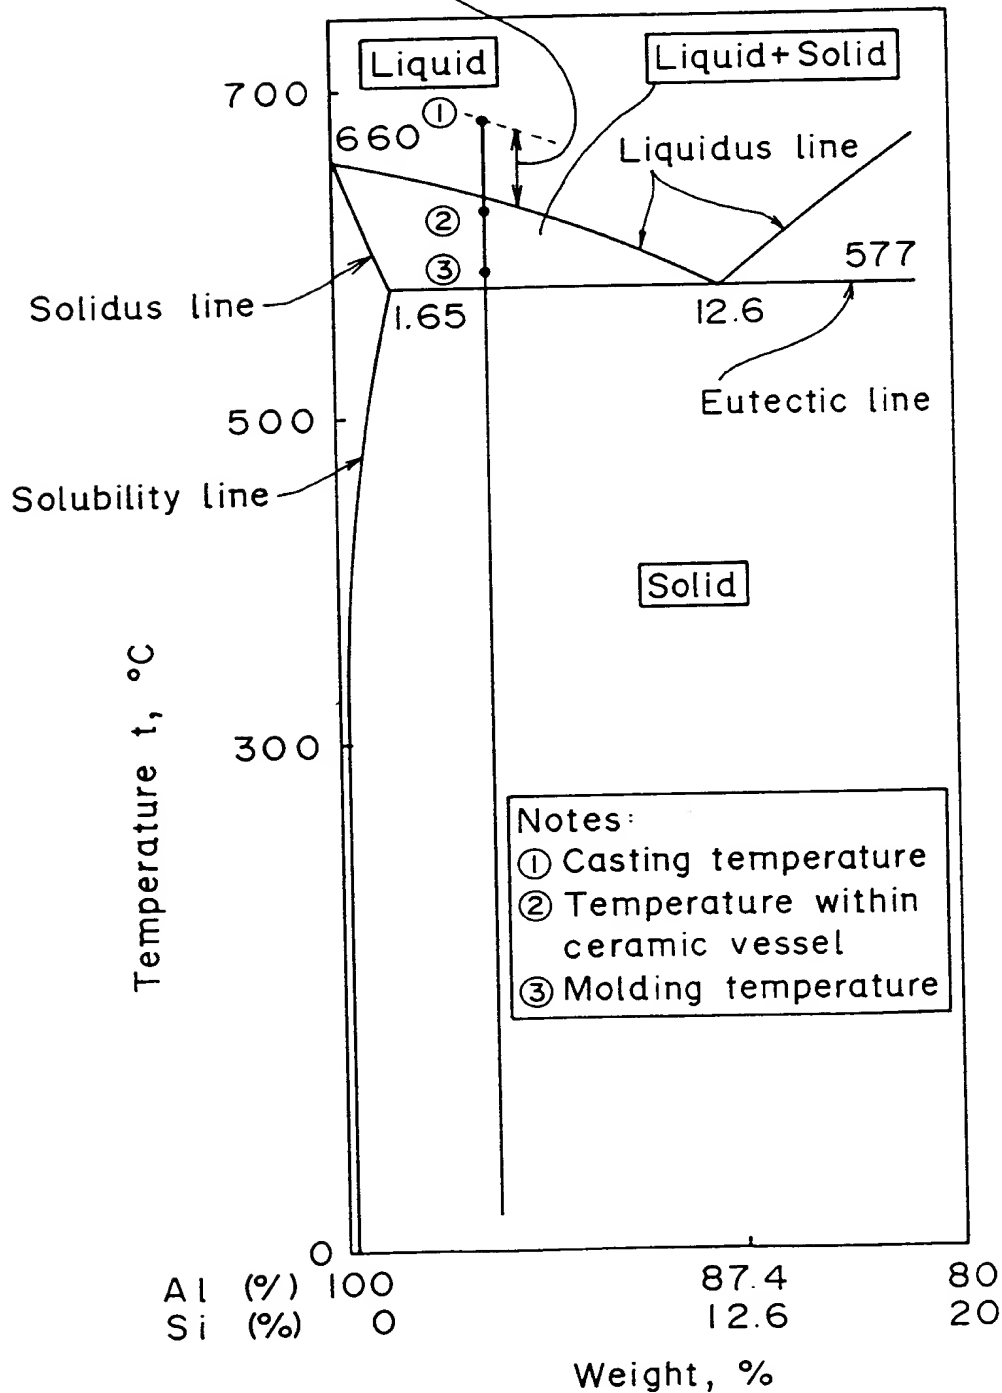 Liquid
Liquid+Solid
700
①
660
Liquidus line
②
③
577
Solidus line
1.65
12.6
Eutectic line
500
Solubility line
Solid
Temperature t, °C
300
Notes:
① Casting temperature
② Temperature within
ceramic vessel
③ Molding temperature
0
Al (%) 100 87.4 80
Si (%) 0 12.6 20
Weight, %